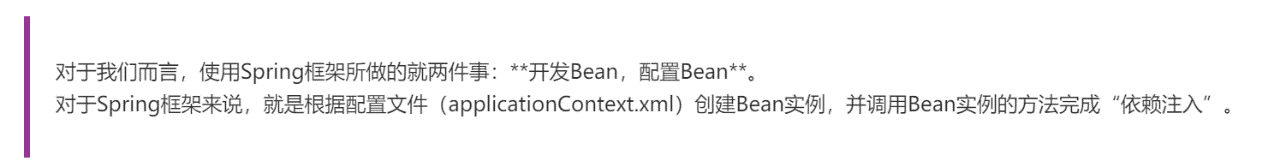 对于我们而言，使用Spring框架所做的就两件事：**开发Bean，配置Bean**。
对于Spring框架来说，就是根据配置文件（applicationContext.xml）创建Bean实例，并调用Bean实例的方法完成“依赖注入”。